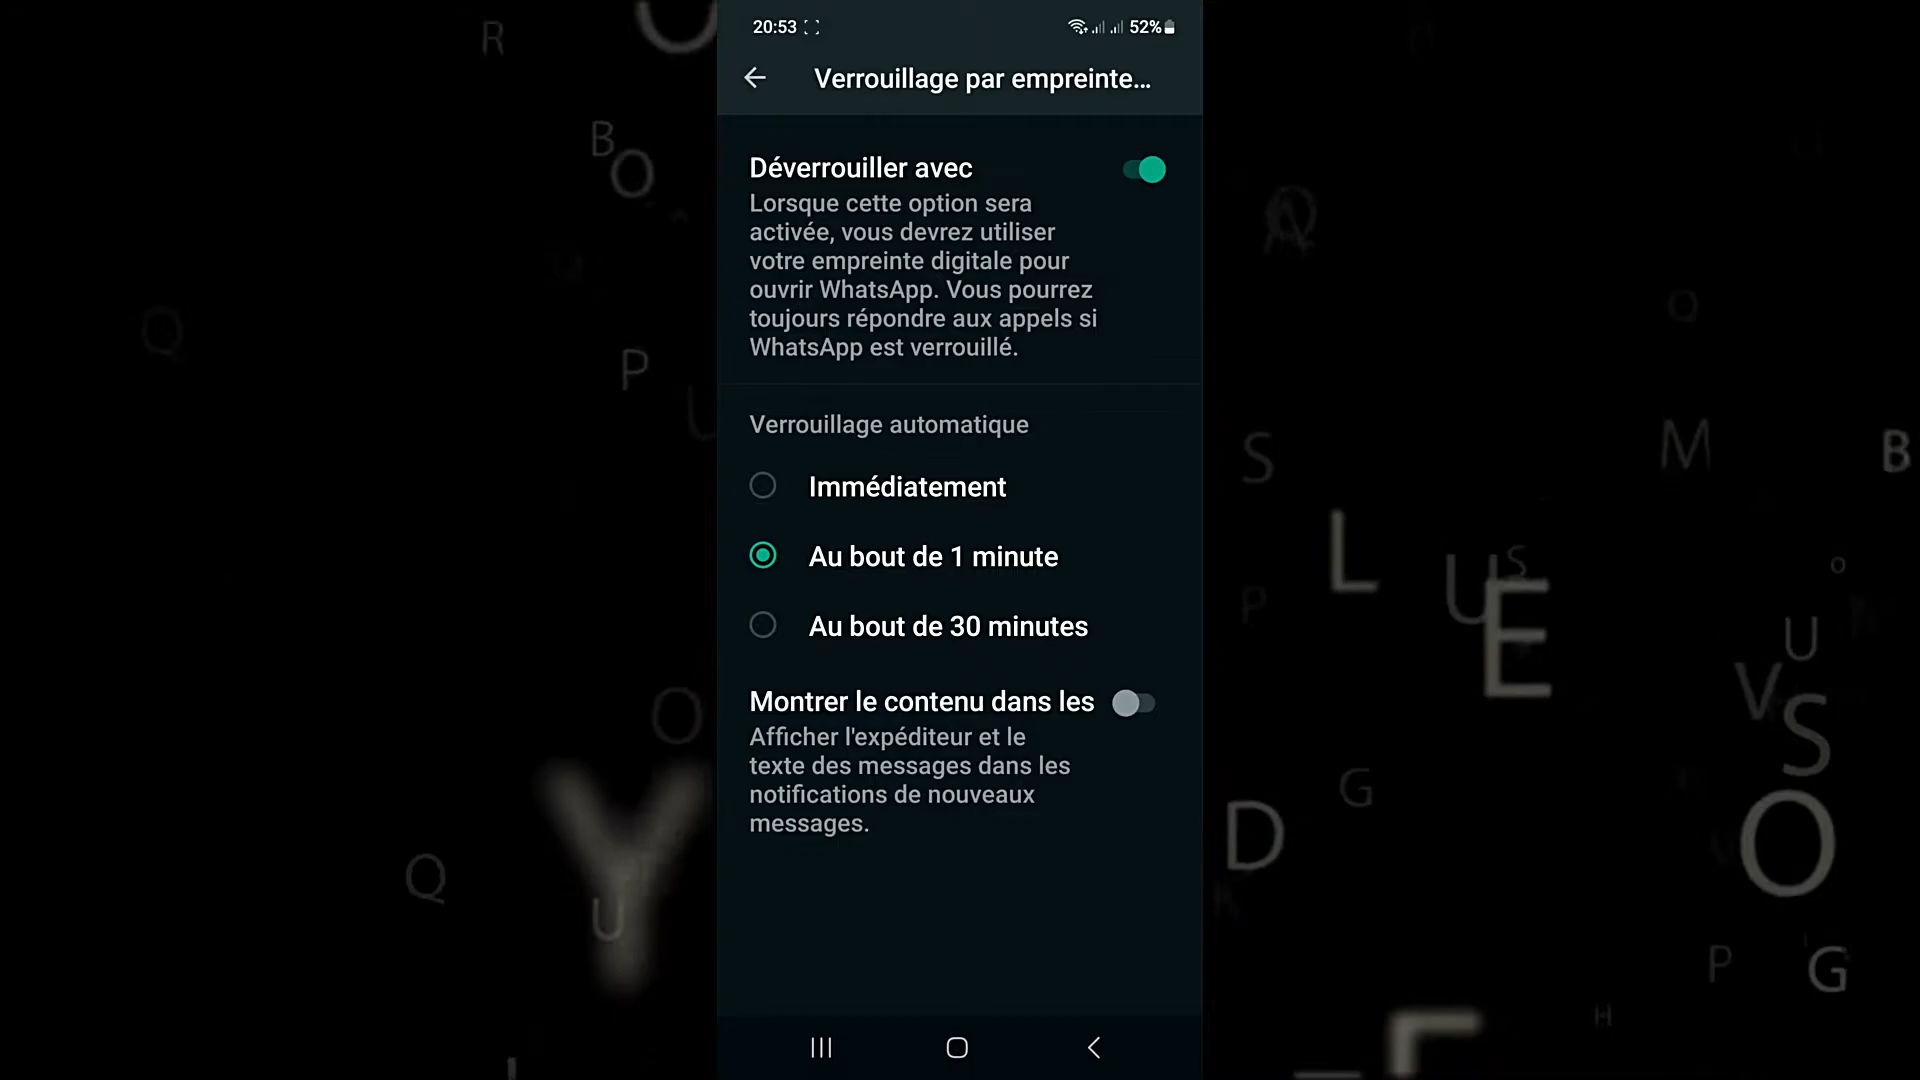 20:53
52%
Verrouillage par empreinte...
Déverrouiller avec
Lorsque cette option sera
activée, vous devrez utiliser
votre empreinte digitale pour
ouvrir WhatsApp. Vous pourrez
toujours répondre aux appels si
WhatsApp est verrouillé.
Verrouillage automatique
Immédiatement
Au bout de 1 minute
Au bout de 30 minutes
Montrer le contenu dans les
Afficher l'expéditeur et le
texte des messages dans les
notifications de nouveaux
messages.